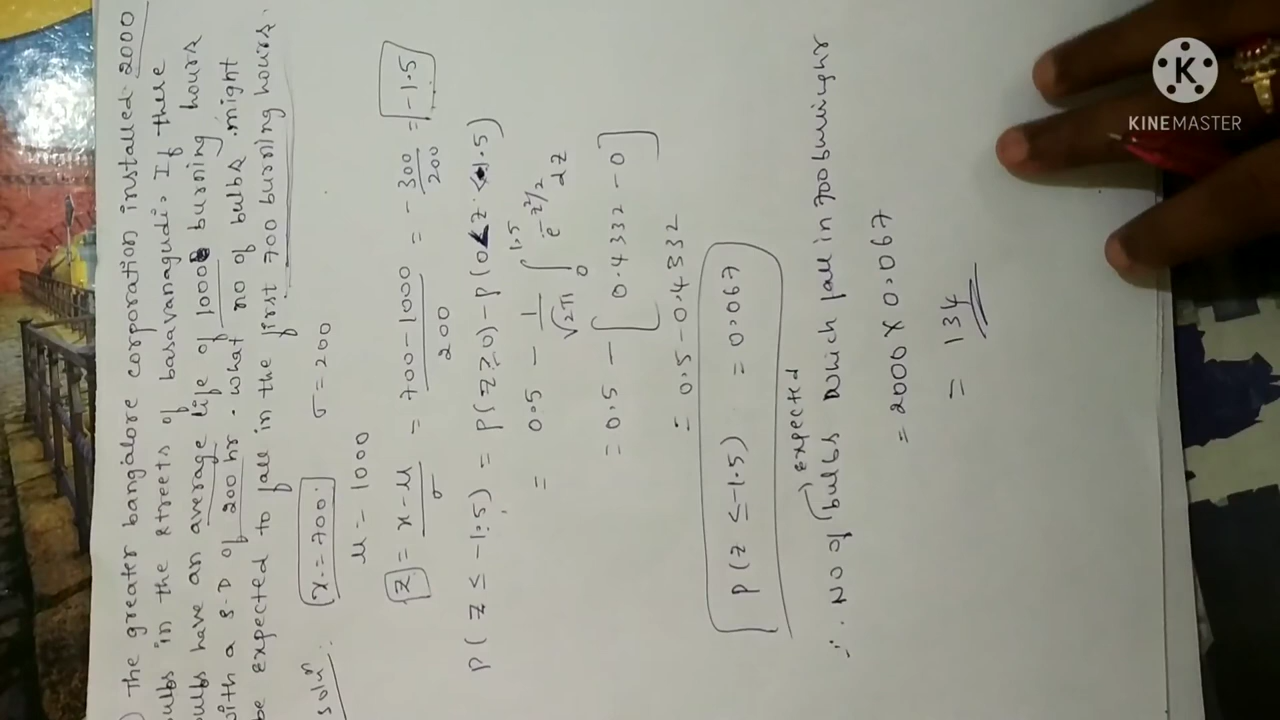 ) The greater bangalore corporation installed 2000
bulbs in the streets of basavanagudi. If there
bulbs have an average life of 1000 burning hours
with a S.D of 200 hr. what no of bulbs might
be expected to fall in the first 700 burning hours.
soln: x = 700. σ = 200
μ = 1000
z = x-μ/σ = 700-1000/200 = -300/200 = -1.5
P(z ≤ -1.5) = P(z ≥ 0) - P(0 < z < 1.5)
= 0.5 - 1/√2π ∫₀^1.5 e^-z²/2 dz
= 0.5 - [0.4332 - 0]
= 0.5 - 0.4332
P(z ≤ -1.5) = 0.067
expected
∴ No of bulbs which fall in 700 burning hr
= 2000 x 0.067
= 134
KINEMASTER